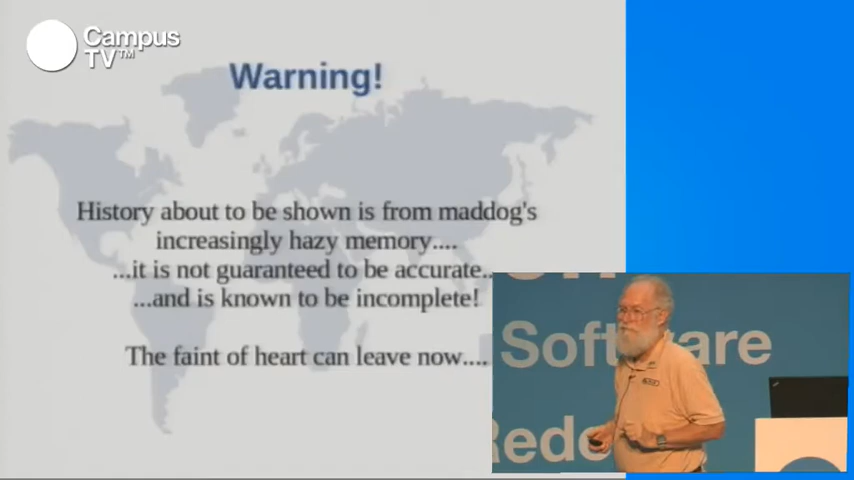 Campus
TV™
Warning!
History about to be shown is from maddog's
increasingly hazy memory....
...it is not guaranteed to be accurate..
...and is known to be incomplete!
The faint of heart can leave now....
Software